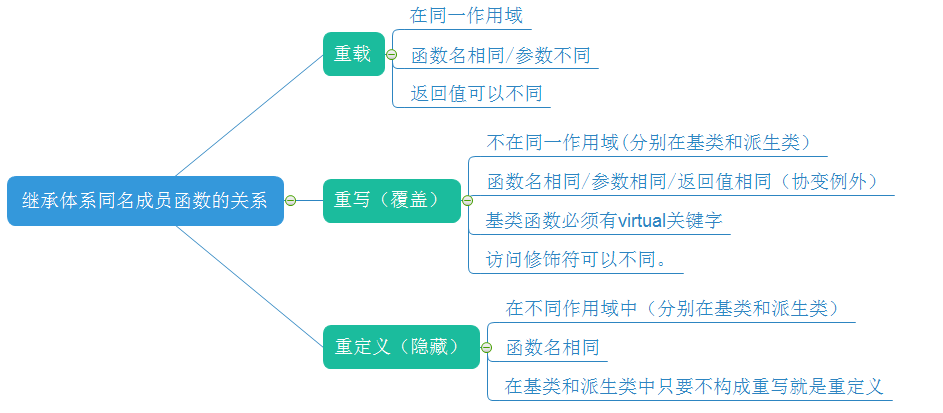 继承体系同名成员函数的关系
重载
在同一作用域
函数名相同/参数不同
返回值可以不同
重写（覆盖）
不在同一作用域(分别在基类和派生类）
函数名相同/参数相同/返回值相同（协变例外）
基类函数必须有virtual关键字
访问修饰符可以不同。
重定义（隐藏）
在不同作用域中（分别在基类和派生类）
函数名相同
在基类和派生类中只要不构成重写就是重定义